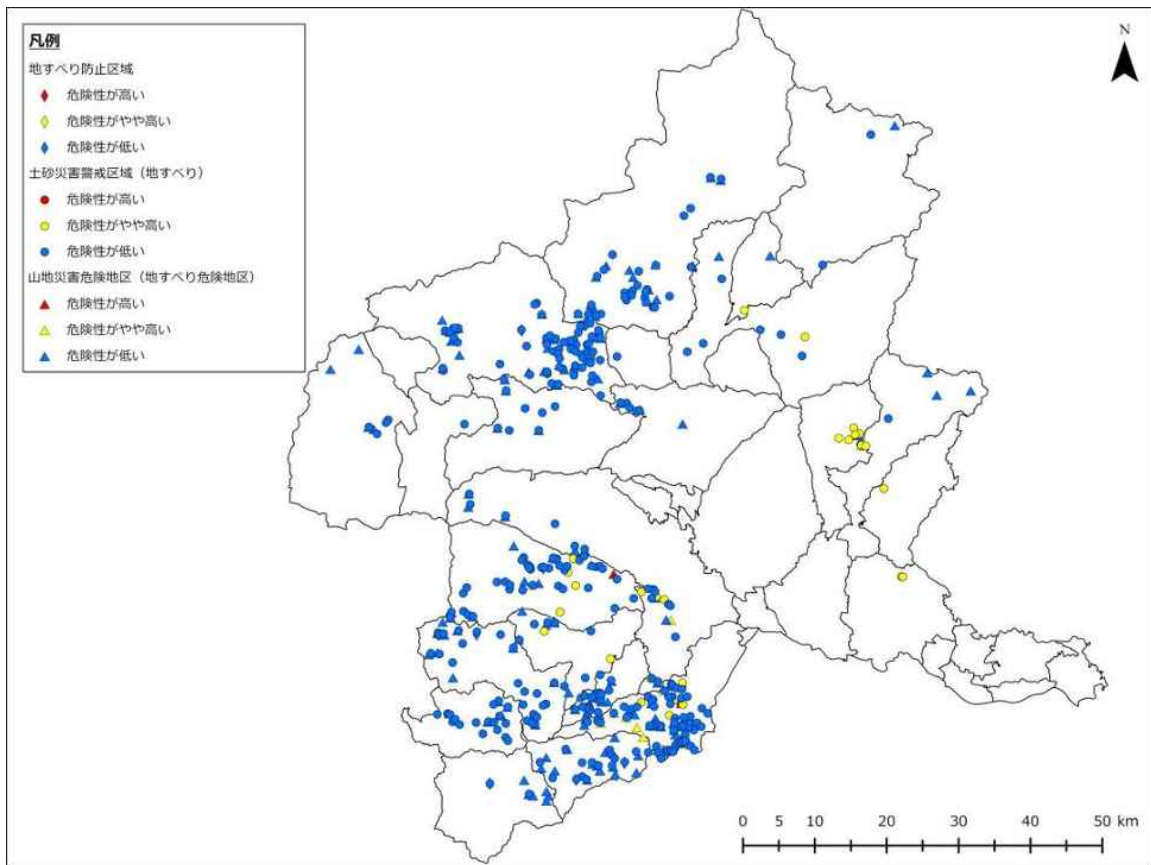 凡例
地すべり防止区域
危険性が高い
危険性がやや高い
危険性が低い
土砂災害警戒区域（地すべり）
危険性が高い
危険性がやや高い
危険性が低い
山地災害危険地区（地すべり危険地区）
危険性が高い
危険性がやや高い
危険性が低い
N
0 10 20 30 40 50 km